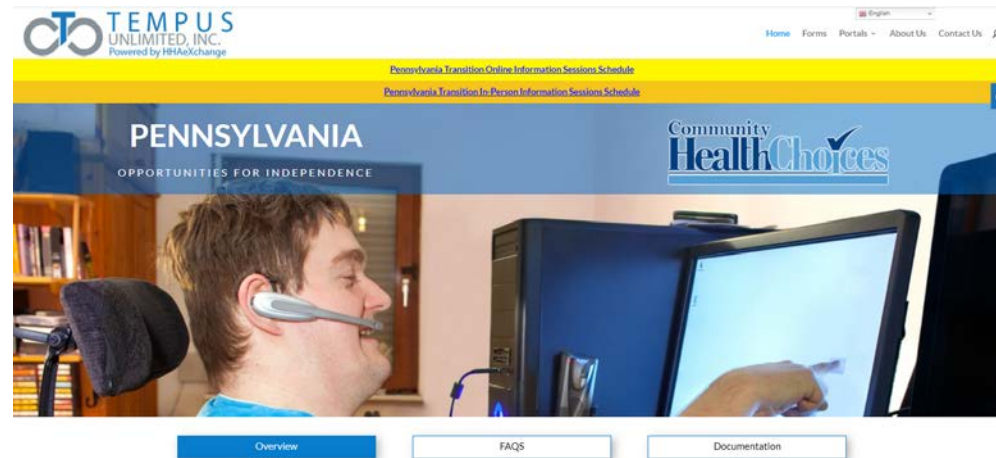 TEMPUS
UNLIMITED, INC.
Powered by HHAeXchange
English
Home Forms Portals About Us Contact Us
Pennsylvania Transition Online Information Sessions Schedule
Pennsylvania Transition In-Person Information Sessions Schedule
PENNSYLVANIA
OPPORTUNITIES FOR INDEPENDENCE
Community
HealthChoices
Overview FAQS Documentation